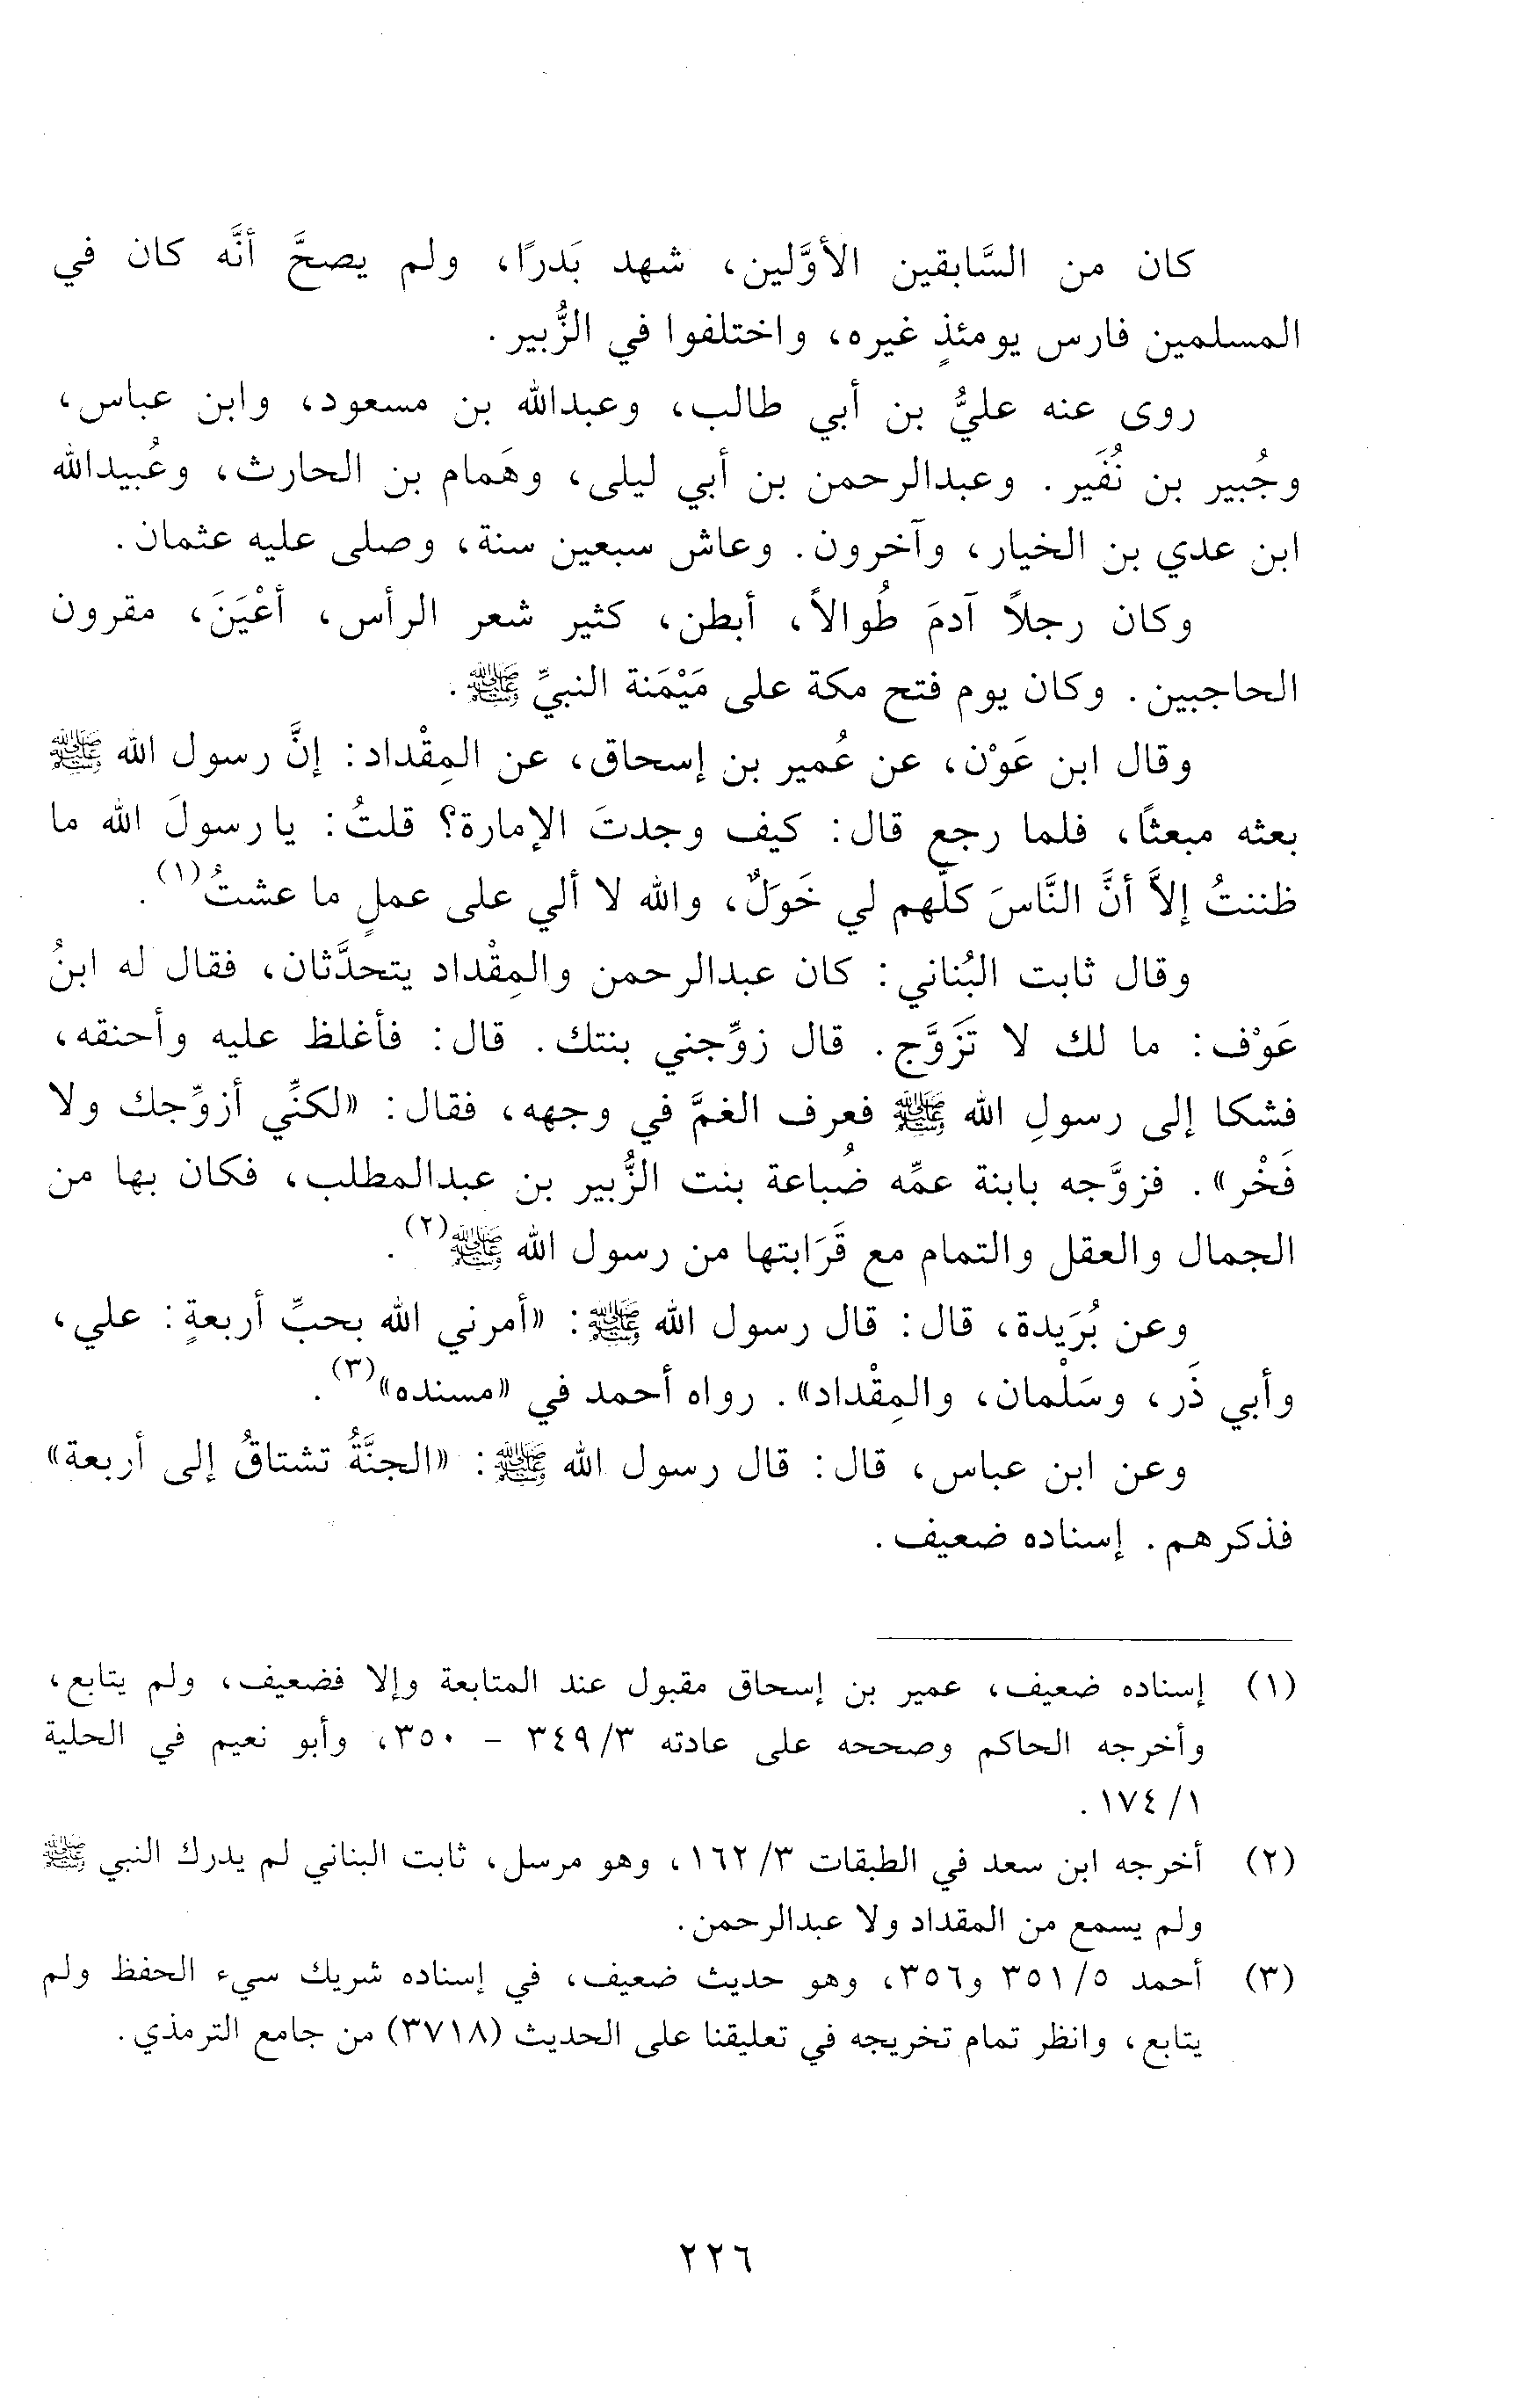 كان من السَّابقين الأوَّلين، شهد بَدرًا، ولم يصحَّ أنَّه كان في
المسلمين فارس يومئذٍ غيره، واختلفوا في الزُّبير.
روى عنه عليُّ بن أبي طالب، وعبدالله بن مسعود، وابن عباس،
وجُبير بن نُفَير. وعبدالرحمن بن أبي ليلى، وهَمام بن الحارث، وعُبيدالله
ابن عدي بن الخيار، وآخرون. وعاش سبعين سنة، وصلى عليه عثمان.
وكان رجلاً آدمَ طُوالاً، أبطن، كثير شعر الرأس، أعْيَنَ، مقرون
الحاجبين. وكان يوم فتح مكة على مَيْمَنة النبيِّ ﷺ.
وقال ابن عَوْن، عن عُمير بن إسحاق، عن المِقْداد: إنَّ رسول الله ﷺ
بعثه مبعثاً، فلما رجع قال: كيف وجدتَ الإمارة؟ قلتُ: يارسولَ الله ما
ظننتُ إلاَّ أنَّ النَّاسَ كلَّهم لي خَوَلٌ، والله لا ألي على عملٍ ما عشتُ(١).
وقال ثابت البُناني: كان عبدالرحمن والمِقْداد يتحدَّثان، فقال له ابنُ
عَوْف: ما لك لا تَزَوَّج. قال زوِّجني بنتك. قال: فأغلظ عليه وأحنقه،
فشكا إلى رسولِ الله ﷺ فعرف الغمَّ في وجهه، فقال: «لكنِّي أزوِّجك ولا
فَخْر». فزوَّجه بابنة عمِّه ضُباعة بنت الزُّبير بن عبدالمطلب، فكان بها من
الجمال والعقل والتمام مع قَرَابتها من رسول الله ﷺ(٢).
وعن بُرَيدة، قال: قال رسول الله ﷺ: «أمرني الله بحبِّ أربعةٍ: علي،
وأبي ذَر، وسَلْمان، والمِقْداد». رواه أحمد في «مسنده»(٣).
وعن ابن عباس، قال: قال رسول الله ﷺ: «الجنَّةُ تشتاقُ إلى أربعة»
فذكرهم. إسناده ضعيف.
(١) إسناده ضعيف، عمير بن إسحاق مقبول عند المتابعة وإلا فضعيف، ولم يتابع،
وأخرجه الحاكم وصححه على عادته ٣/ ٣٤٩ - ٣٥٠، وأبو نعيم في الحلية
١/ ١٧٤.
(٢) أخرجه ابن سعد في الطبقات ٣/ ١٦٢، وهو مرسل، ثابت البناني لم يدرك النبي ﷺ
ولم يسمع من المقداد ولا عبدالرحمن.
(٣) أحمد ٥/ ٣٥١ و٣٥٦، وهو حديث ضعيف، في إسناده شريك سيء الحفظ ولم
يتابع، وانظر تمام تخريجه في تعليقنا على الحديث (٣٧١٨) من جامع الترمذي.
٢٢٦